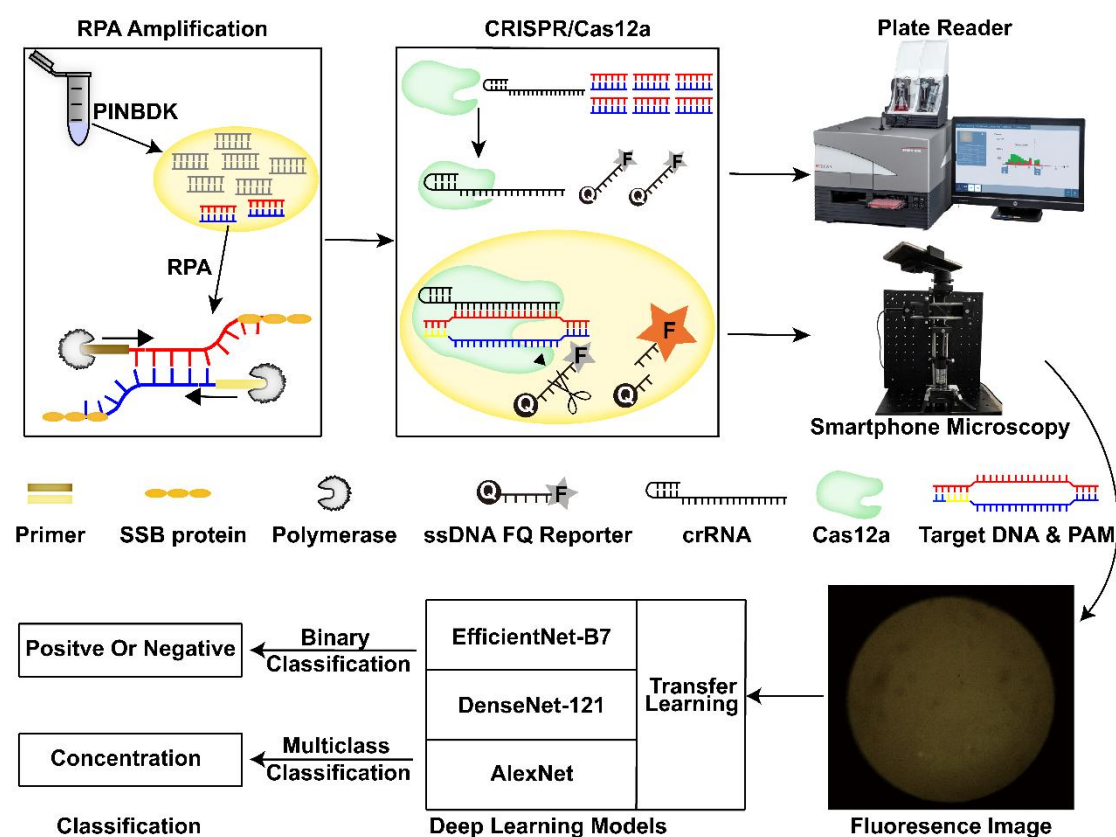 RPA Amplification
CRISPR/Cas12a
Plate Reader
PINBDK
RPA
F
F
Q
Q
F
F
Q
Q
Smartphone Microscopy
Q
F
Primer
SSB protein
Polymerase
ssDNA FQ Reporter
crRNA
Cas12a
Target DNA & PAM
Positve Or Negative
Binary
Classification
EfficientNet-B7
DenseNet-121
AlexNet
Transfer
Learning
Concentration
Multiclass
Classification
Classification
Deep Learning Models
Fluoresence Image